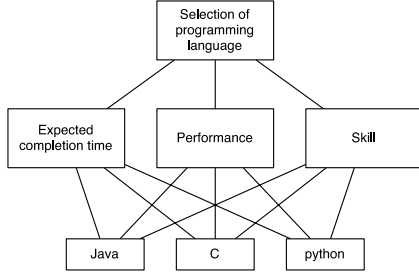 Selection of
programming
language
Expected
completion time
Performance
Skill
Java
C
python